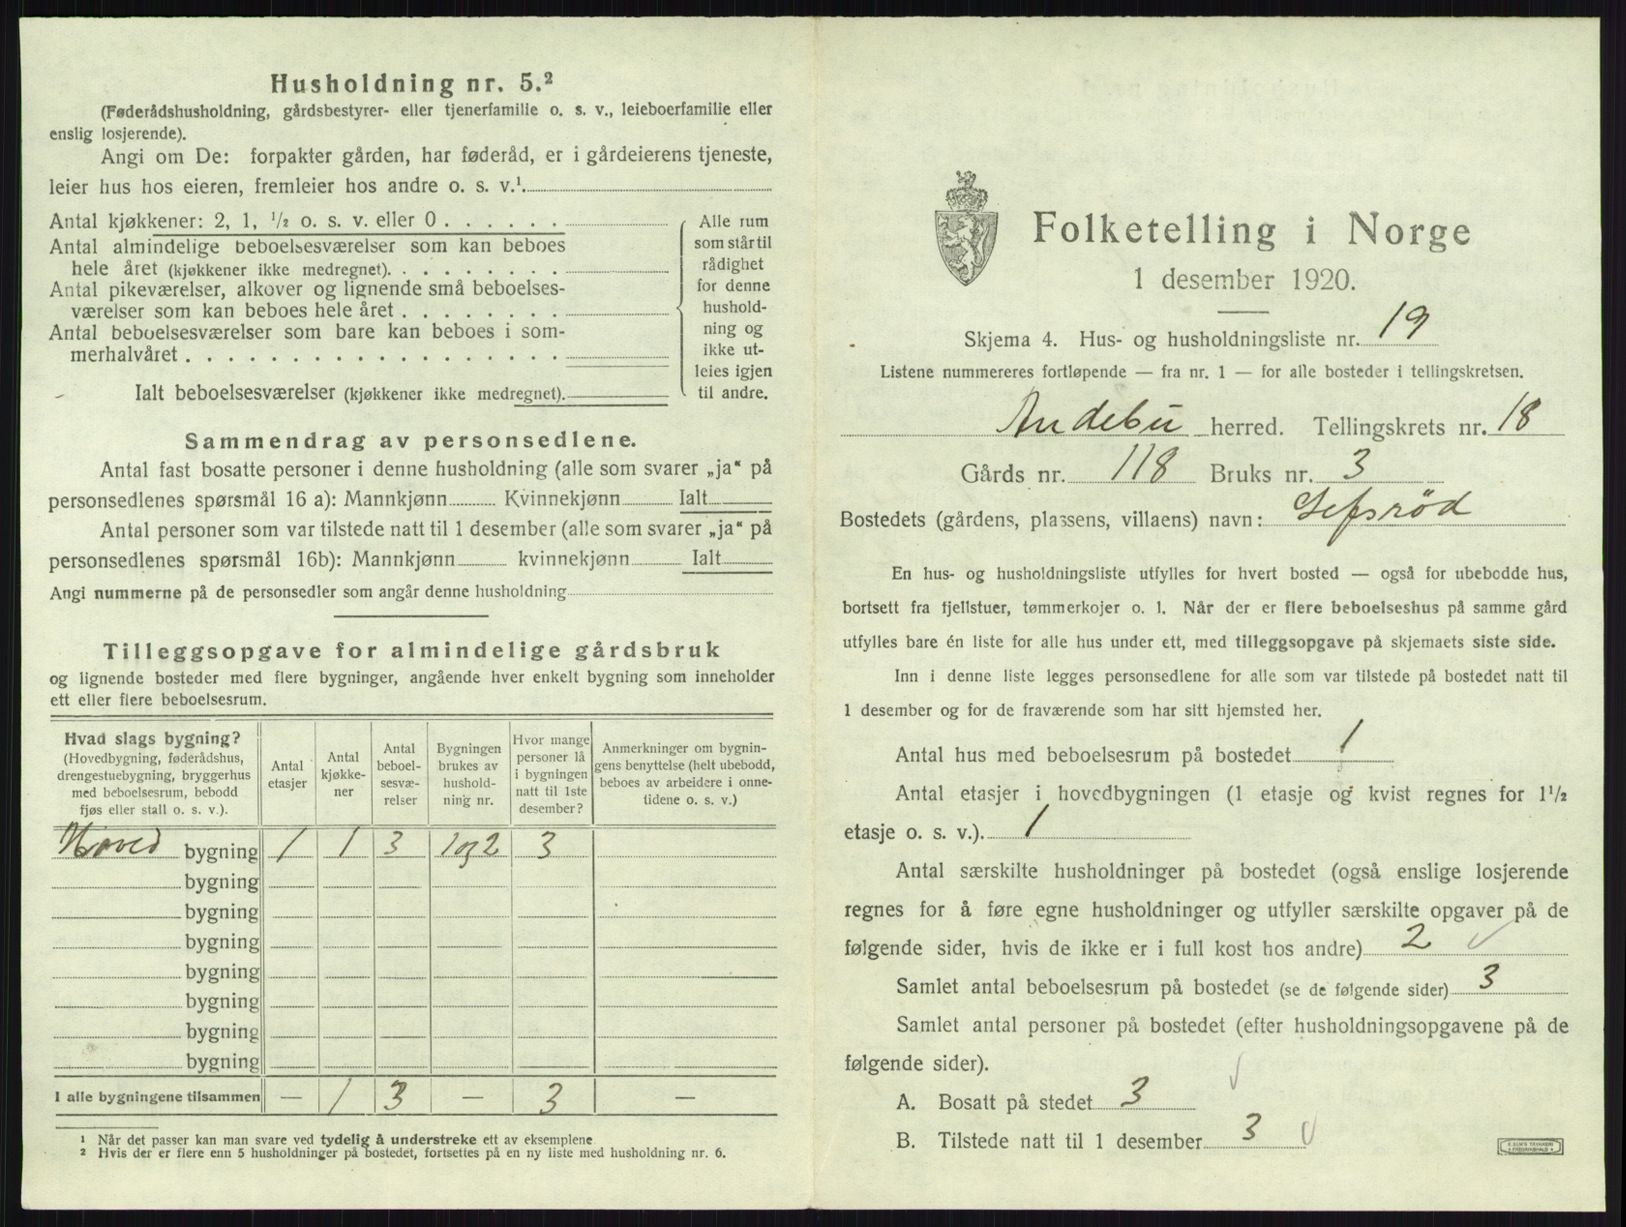 Husholdning nr. 5.²
(Føderådshusholdning, gårdsbestyrer- eller tjenerfamilie o. s. v., leieboerfamilie eller
enslig losjerende).
Angi om De: forpakter gården, har føderåd, er i gårdeierens tjeneste,
leier hus hos eieren, fremleier hos andre o. s. v.¹
Antal kjøkkener: 2, 1, ½ o. s. v. eller 0 . . . . . .
Antal almindelige beboelsesværelser som kan beboes
hele året (kjøkkener ikke medregnet). . . . . . . . .
Antal pikeværelser, alkover og lignende små beboelses-
værelser som kan beboes hele året . . . . . . . .
Antal beboelsesværelser som bare kan beboes i som-
merhalvåret . . . . . . . . . . . . . . . . . .
Ialt beboelsesværelser (kjøkkener ikke medregnet).
Alle rum
som står til
rådighet
for denne
hushold-
ning og
ikke ut-
leies igjen
til andre.
Sammendrag av personsedlene.
Antal fast bosatte personer i denne husholdning (alle som svarer „ja“ på
personsedlenes spørsmål 16 a): Mannkjønn Kvinnekjønn Ialt
Antal personer som var tilstede natt til 1 desember (alle som svarer „ja“ på
personsedlenes spørsmål 16b): Mannkjønn kvinnekjønn Ialt
Angi nummerne på de personsedler som angår denne husholdning
Tilleggsopgave for almindelige gårdsbruk
og lignende bosteder med flere bygninger, angående hver enkelt bygning som inneholder
ett eller flere beboelsesrum.
Hvad slags bygning?
(Hovedbygning, føderådshus,
drengestuebygning, bryggerhus
med beboelsesrum, bebodd
fjøs eller stall o. s. v.).
Antal
etasjer
Antal
kjøkke-
ner
Antal
beboel-
sesvæ-
relser
Bygningen
brukes av
hushold-
ning nr.
Hvor mange
personer lå
i bygningen
natt til 1ste
desember?
Anmerkninger om bygnin-
gens benyttelse (helt ubebodd,
beboes av arbeidere i onne-
tidene o. s. v.)
Hoved bygning 1 1 3 1 og 2 3
bygning
bygning
bygning
bygning
bygning
bygning
bygning
I alle bygningene tilsammen — 1 3 — 3 —
¹ Når det passer kan man svare ved tydelig å understreke ett av eksemplene
² Hvis der er flere enn 5 husholdninger på bostedet, fortsettes på en ny liste med husholdning nr. 6.
Folketelling i Norge
1 desember 1920.
Skjema 4. Hus- og husholdningsliste nr. 19
Listene nummereres fortløpende — fra nr. 1 — for alle bosteder i tellingskretsen.
Andebu herred. Tellingskrets nr. 18
Gårds nr. 118 Bruks nr. 3
Bostedets (gårdens, plassens, villaens) navn: Lefsrød
En hus- og husholdningsliste utfylles for hvert bosted — også for ubebodde hus,
bortsett fra fjellstuer, tømmerkojer o. l. Når der er flere beboelseshus på samme gård
utfylles bare én liste for alle hus under ett, med tilleggsopgave på skjemaets siste side.
Inn i denne liste legges personsedlene for alle som var tilstede på bostedet natt til
1 desember og for de fraværende som har sitt hjemsted her.
Antal hus med beboelsesrum på bostedet 1
Antal etasjer i hovedbygningen (1 etasje og kvist regnes for 1½
etasje o. s. v.). 1
Antal særskilte husholdninger på bostedet (også enslige losjerende
regnes for å føre egne husholdninger og utfyller særskilte opgaver på de
følgende sider, hvis de ikke er i full kost hos andre) 2 ✓
Samlet antal beboelsesrum på bostedet (se de følgende sider) 3
Samlet antal personer på bostedet (efter husholdningsopgavene på de
følgende sider).
A. Bosatt på stedet 3 ✓
B. Tilstede natt til 1 desember 3 ✓